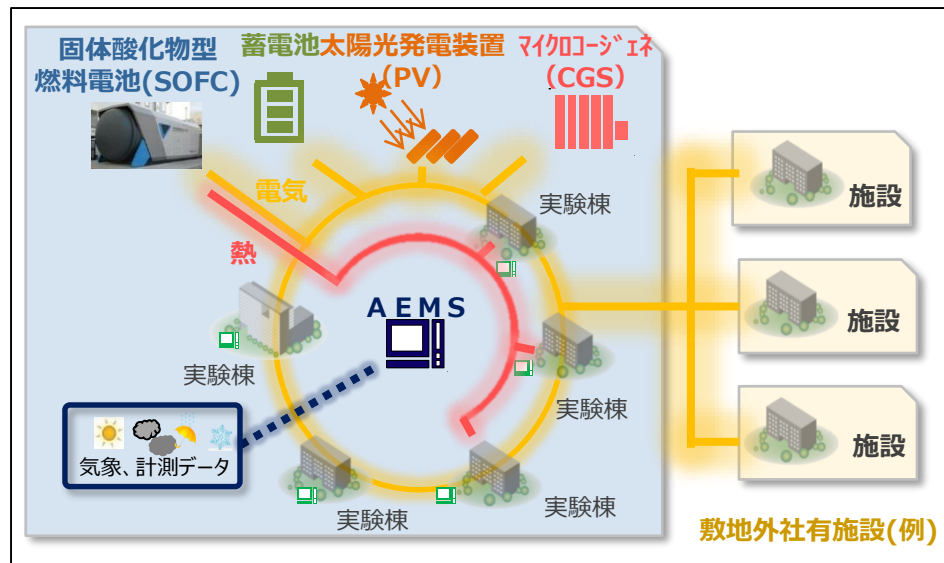 固体酸化物型
燃料電池(SOFC)
蓄電池
太陽光発電装置
(PV)
ﾏｲｸﾛｺｰｼﾞｪﾈ
(CGS)
電気
熱
実験棟
AEMS
実験棟
実験棟
実験棟
実験棟
気象、計測データ
施設
施設
施設
敷地外社有施設(例)